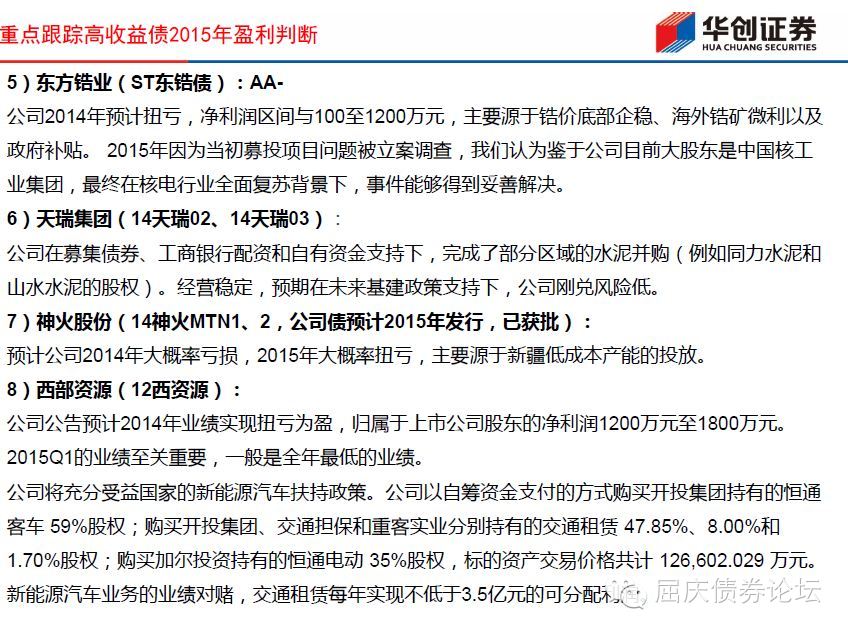 重点跟踪高收益债2015年盈利判断
华创证券
HUA CHUANG SECURITIES
5）东方锆业（ST东锆债）：AA-
公司2014年预计扭亏，净利润区间与100至1200万元，主要源于锆价底部企稳、海外锆矿微利以及
政府补贴。 2015年因为当初募投项目问题被立案调查，我们认为鉴于公司目前大股东是中国核工
业集团，最终在核电行业全面复苏背景下，事件能够得到妥善解决。
6）天瑞集团（14天瑞02、14天瑞03）:
公司在募集债券、工商银行配资和自有资金支持下，完成了部分区域的水泥并购（例如同力水泥和
山水水泥的股权）。经营稳定，预期在未来基建政策支持下，公司刚兑风险低。
7）神火股份（14神火MTN1、2，公司债预计2015年发行，已获批）：
预计公司2014年大概率亏损，2015年大概率扭亏，主要源于新疆低成本产能的投放。
8）西部资源（12西资源）：
公司公告预计2014年业绩实现扭亏为盈，归属于上市公司股东的净利润1200万元至1800万元。
2015Q1的业绩至关重要，一般是全年最低的业绩。
公司将充分受益国家的新能源汽车扶持政策。公司以自筹资金支付的方式购买开投集团持有的恒通
客车 59%股权；购买开投集团、交通担保和重客实业分别持有的交通租赁 47.85%、8.00%和
1.70%股权；购买加尔投资持有的恒通电动 35%股权，标的资产交易价格共计 126,602.029 万元。
新能源汽车业务的业绩对赌，交通租赁每年实现不低于3.5亿元的可分配利
屈庆债券论坛